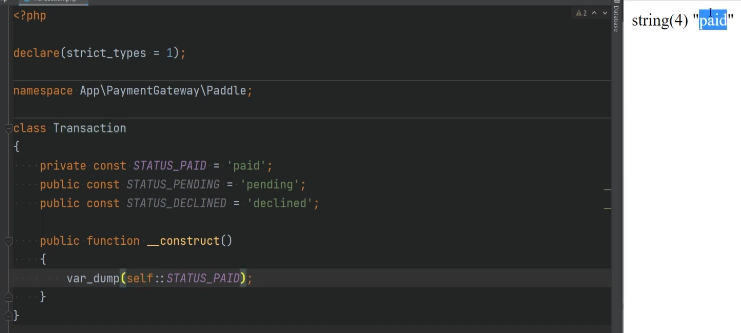 <?php
declare(strict_types = 1);
namespace App\PaymentGateway\Paddle;
class Transaction
{
private const STATUS_PAID = 'paid';
public const STATUS_PENDING = 'pending';
public const STATUS_DECLINED = 'declined';
public function __construct()
{
var_dump(self::STATUS_PAID);
}
}
2
Database
string(4) "paid"